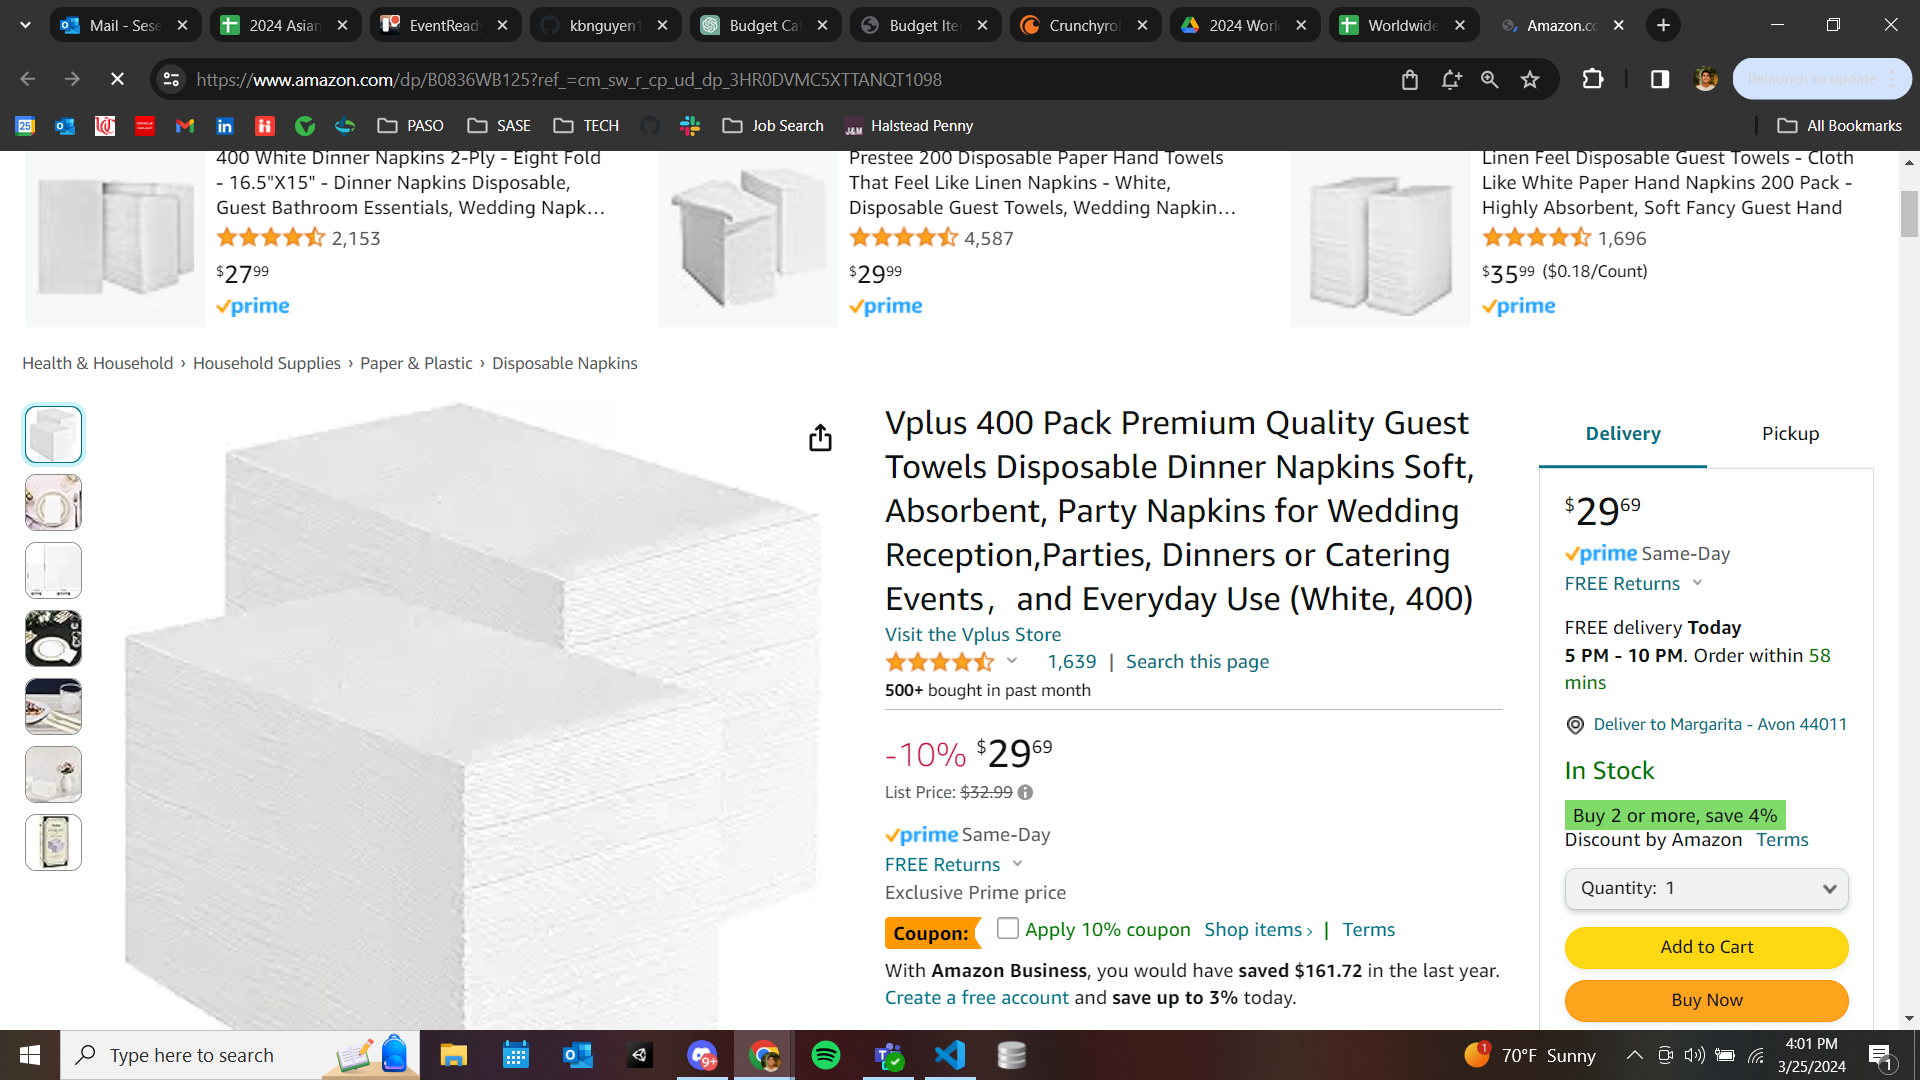 Mail - Sese
2024 Asian
EventReady
kbnguyen1
Budget Ca
Budget Ite
Crunchyrol
2024 Worl
Worldwide
Amazon.co
https://www.amazon.com/dp/B0836WB125?ref_=cm_sw_r_cp_ud_dp_3HR0DVMC5XTTANQT1098
Relaunch to update
PASO
SASE
TECH
Job Search
J&M
Halstead Penny
All Bookmarks
400 White Dinner Napkins 2-Ply - Eight Fold
- 16.5"X15" - Dinner Napkins Disposable,
Guest Bathroom Essentials, Wedding Napk…
2,153
$27.99
prime
Prestee 200 Disposable Paper Hand Towels
That Feel Like Linen Napkins - White,
Disposable Guest Towels, Wedding Napkin…
4,587
$29.99
prime
Linen Feel Disposable Guest Towels - Cloth
Like White Paper Hand Napkins 200 Pack -
Highly Absorbent, Soft Fancy Guest Hand
1,696
$35.99 ($0.18/Count)
prime
Health & Household › Household Supplies › Paper & Plastic › Disposable Napkins
Vplus 400 Pack Premium Quality Guest
Towels Disposable Dinner Napkins Soft,
Absorbent, Party Napkins for Wedding
Reception,Parties, Dinners or Catering
Events，and Everyday Use (White, 400)
Visit the Vplus Store
1,639 | Search this page
500+ bought in past month
-10% $29.69
List Price: $32.99
prime Same-Day
FREE Returns
Exclusive Prime price
Coupon: Apply 10% coupon Shop items › | Terms
With Amazon Business, you would have saved $161.72 in the last year.
Create a free account and save up to 3% today.
Delivery
Pickup
$29.69
prime Same-Day
FREE Returns
FREE delivery Today
5 PM - 10 PM. Order within 58
mins
Deliver to Margarita - Avon 44011
In Stock
Buy 2 or more, save 4%
Discount by Amazon Terms
Quantity: 1
Add to Cart
Buy Now
Type here to search
9+
1
70°F Sunny
4:01 PM
3/25/2024
1